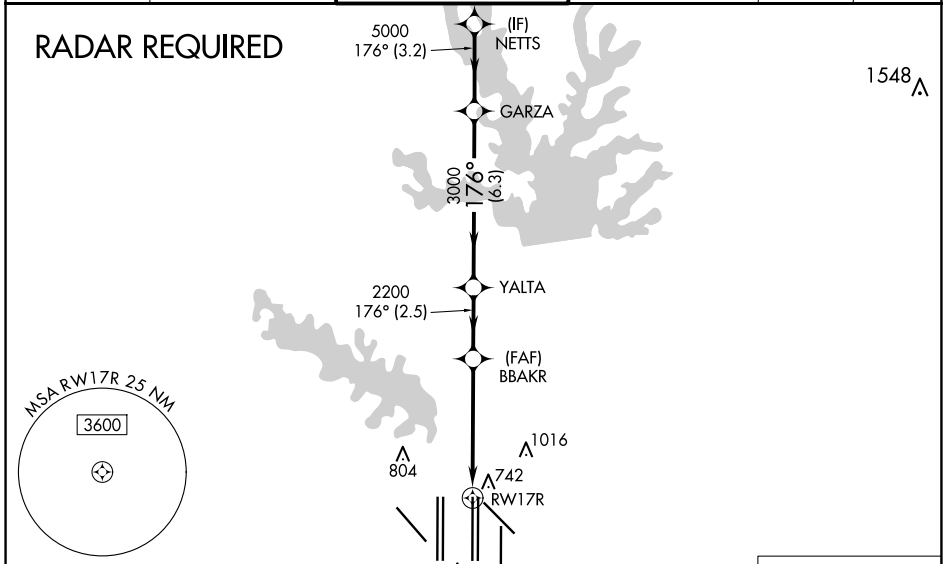 RADAR REQUIRED
5000
176° (3.2)
(IF)
NETTS
1548
GARZA
3000
176°
(6.3)
YALTA
2200
176° (2.5)
(FAF)
BBAKR
MSA RW17R 25 NM
3600
804
1016
742
RW17R